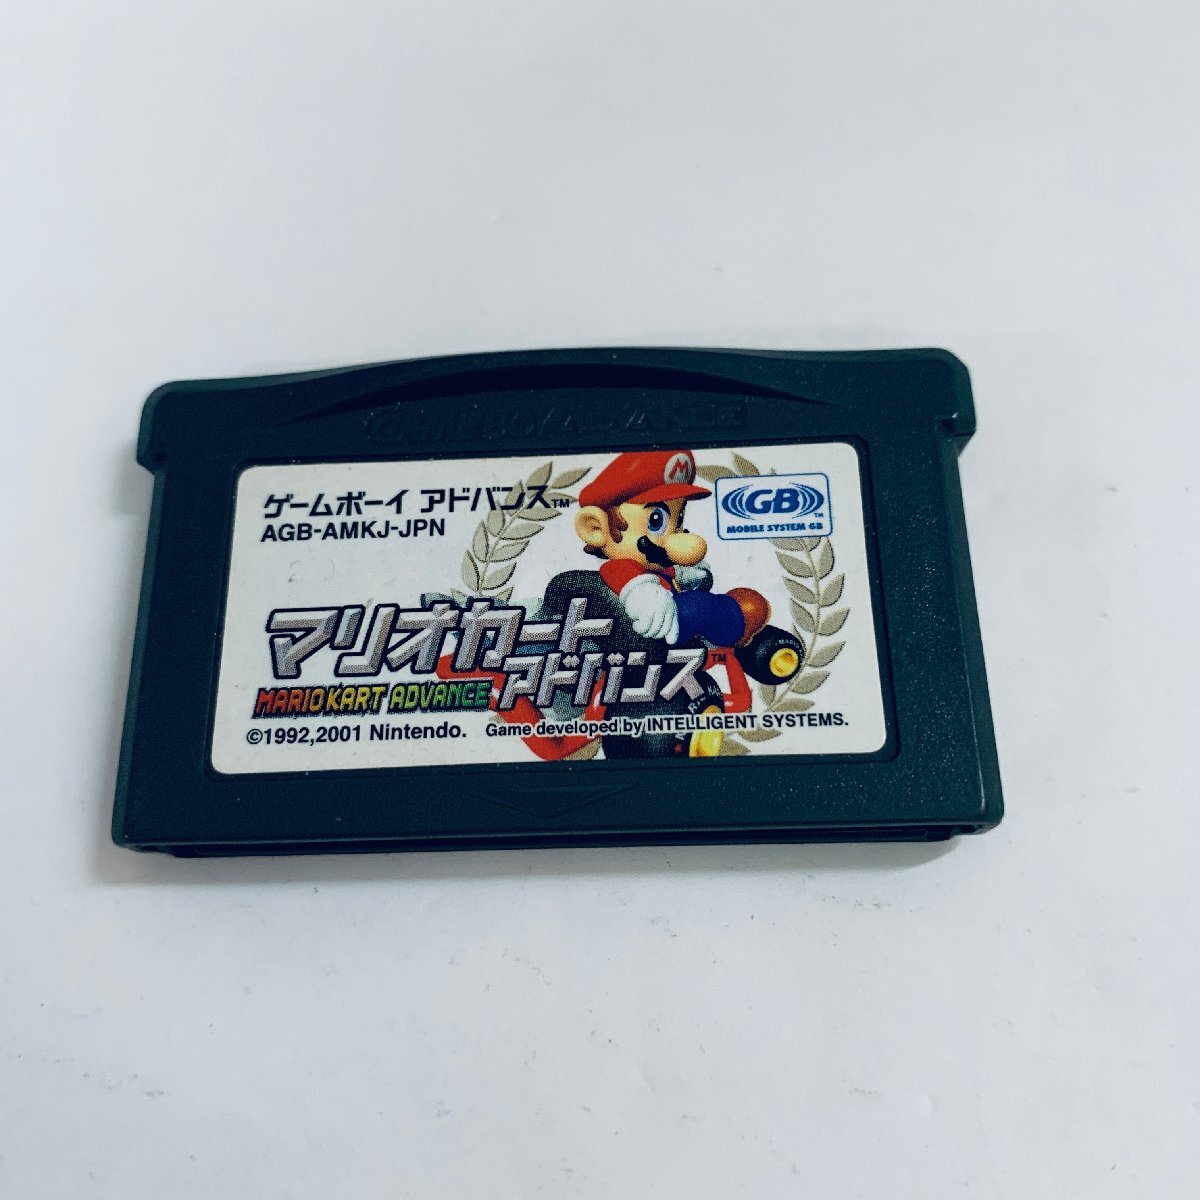 GAME BOY ADVANCE
ゲームボーイ アドバンス™
AGB-AMKJ-JPN
M
GB™
MOBILE SYSTEM GB
マリオカート
アドバンス™
MARIO KART ADVANCE
©1992,2001 Nintendo.
Game developed by INTELLIGENT SYSTEMS.